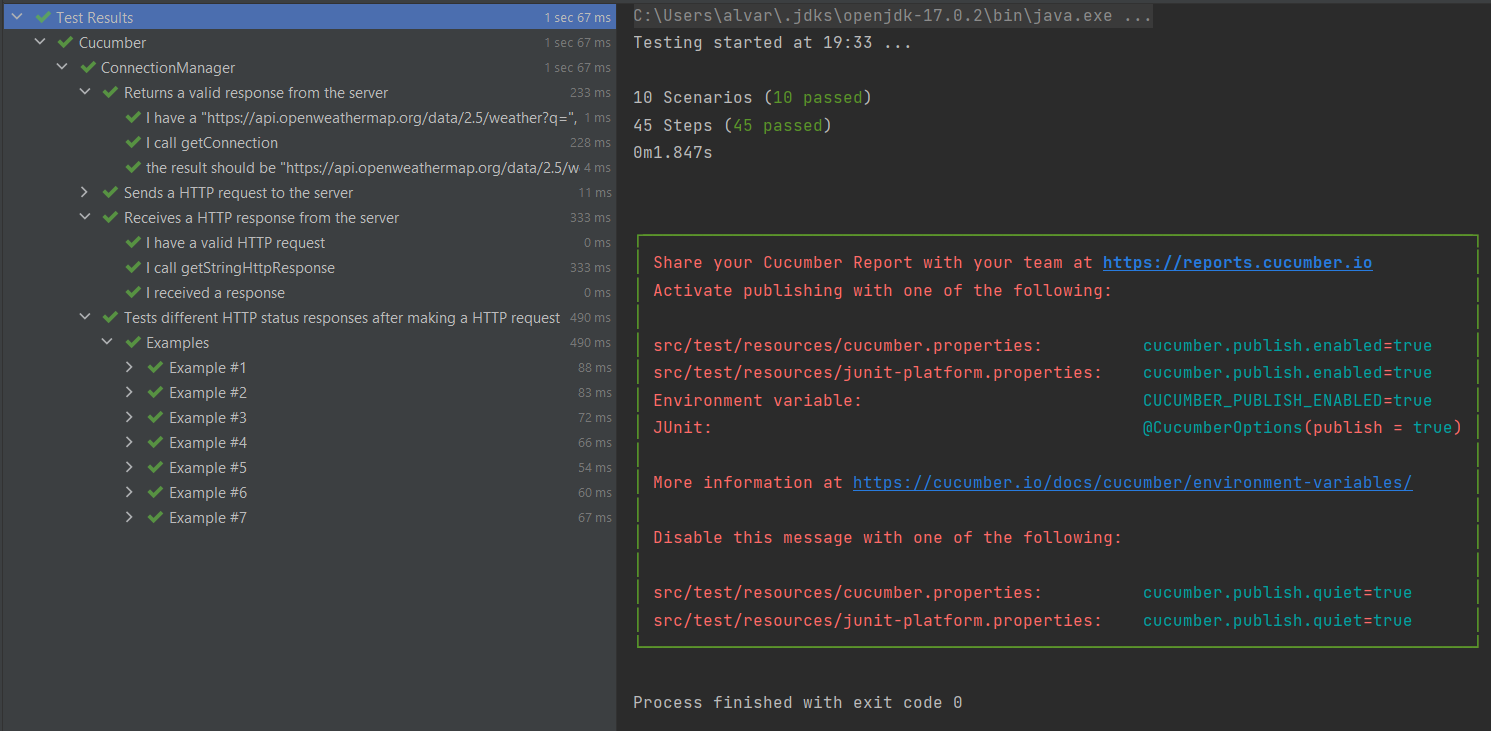 Test Results 1 sec 67 ms
Cucumber 1 sec 67 ms
ConnectionManager 1 sec 67 ms
Returns a valid response from the server 233 ms
I have a "https://api.openweathermap.org/data/2.5/weather?q=", 1 ms
I call getConnection 228 ms
the result should be "https://api.openweathermap.org/data/2.5/w 4 ms
Sends a HTTP request to the server 11 ms
Receives a HTTP response from the server 333 ms
I have a valid HTTP request 0 ms
I call getStringHttpResponse 333 ms
I received a response 0 ms
Tests different HTTP status responses after making a HTTP request 490 ms
Examples 490 ms
Example #1 88 ms
Example #2 83 ms
Example #3 72 ms
Example #4 66 ms
Example #5 54 ms
Example #6 60 ms
Example #7 67 ms
C:\Users\alvar\.jdks\openjdk-17.0.2\bin\java.exe ...
Testing started at 19:33 ...
10 Scenarios (10 passed)
45 Steps (45 passed)
0m1.847s
Share your Cucumber Report with your team at https://reports.cucumber.io
Activate publishing with one of the following:
src/test/resources/cucumber.properties: cucumber.publish.enabled=true
src/test/resources/junit-platform.properties: cucumber.publish.enabled=true
Environment variable: CUCUMBER_PUBLISH_ENABLED=true
JUnit: @CucumberOptions(publish = true)
More information at https://cucumber.io/docs/cucumber/environment-variables/
Disable this message with one of the following:
src/test/resources/cucumber.properties: cucumber.publish.quiet=true
src/test/resources/junit-platform.properties: cucumber.publish.quiet=true
Process finished with exit code 0